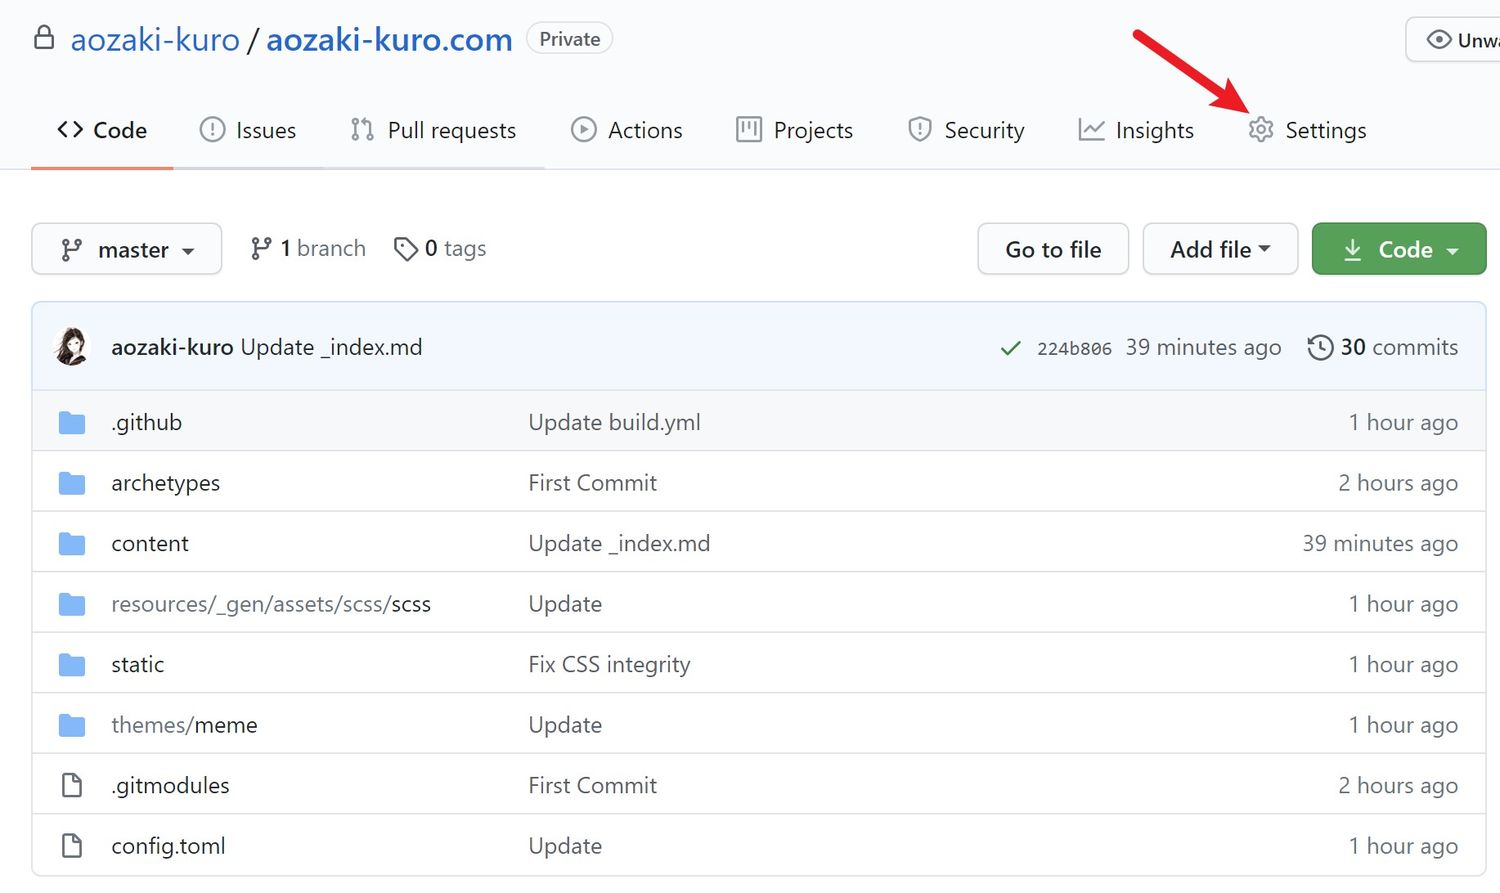 aozaki-kuro / aozaki-kuro.com Private Unwa
Code Issues Pull requests Actions Projects Security Insights Settings
master 1 branch 0 tags Go to file Add file Code
aozaki-kuro Update _index.md 224b806 39 minutes ago 30 commits
.github Update build.yml 1 hour ago
archetypes First Commit 2 hours ago
content Update _index.md 39 minutes ago
resources/_gen/assets/scss/scss Update 1 hour ago
static Fix CSS integrity 1 hour ago
themes/meme Update 1 hour ago
.gitmodules First Commit 2 hours ago
config.toml Update 1 hour ago